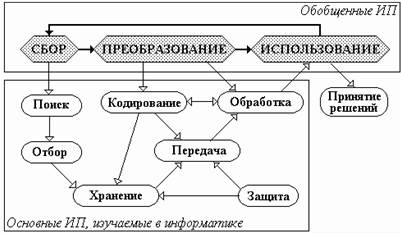 Обобщенные ИП
СБОР
ПРЕОБРАЗОВАНИЕ
ИСПОЛЬЗОВАНИЕ
Поиск
Кодирование
Обработка
Принятие
решений
Отбор
Передача
Хранение
Защита
Основные ИП, изучаемые в информатике